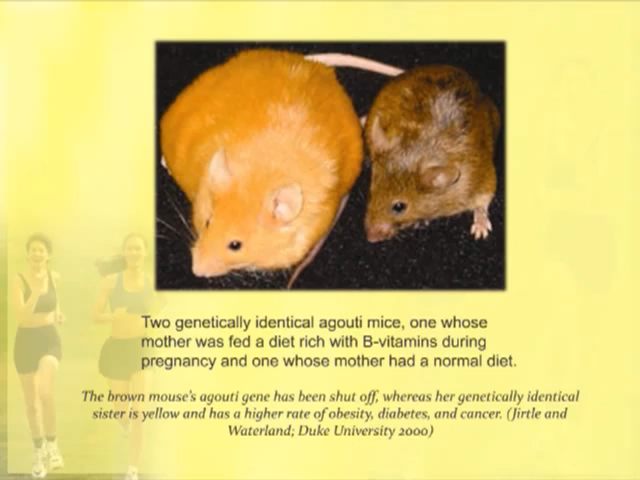 Two genetically identical agouti mice, one whose
mother was fed a diet rich with B-vitamins during
pregnancy and one whose mother had a normal diet.
The brown mouse's agouti gene has been shut off, whereas her genetically identical
sister is yellow and has a higher rate of obesity, diabetes, and cancer. (Jirtle and
Waterland; Duke University 2000)